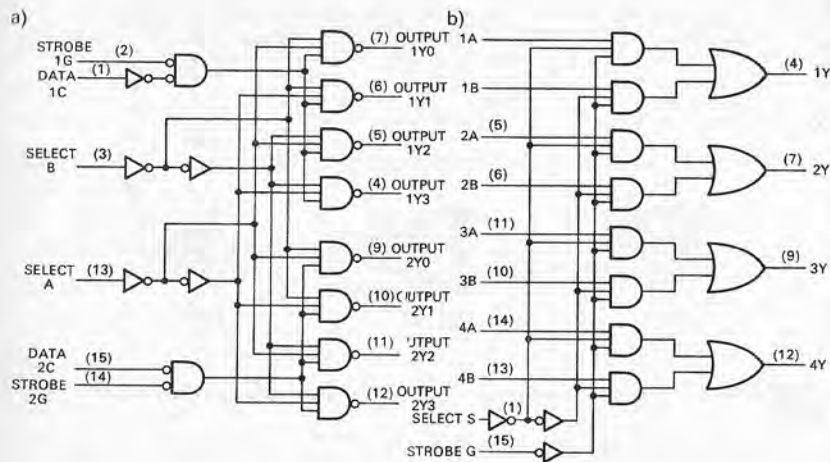 a)
STROBE (2)
1G
DATA (1)
1C
SELECT (3)
B
SELECT (13)
A
DATA (15)
2C
STROBE (14)
2G
(7) OUTPUT
1Y0
(6) OUTPUT
1Y1
(5) OUTPUT
1Y2
(4) OUTPUT
1Y3
(9) OUTPUT
2Y0
(10) OUTPUT
2Y1
(11) OUTPUT
2Y2
(12) OUTPUT
2Y3
b)
1A
1B
2A (5)
2B (6)
3A (11)
3B (10)
4A (14)
4B (13)
SELECT S (1)
STROBE G (15)
(4) 1Y
(7) 2Y
(9) 3Y
(12) 4Y